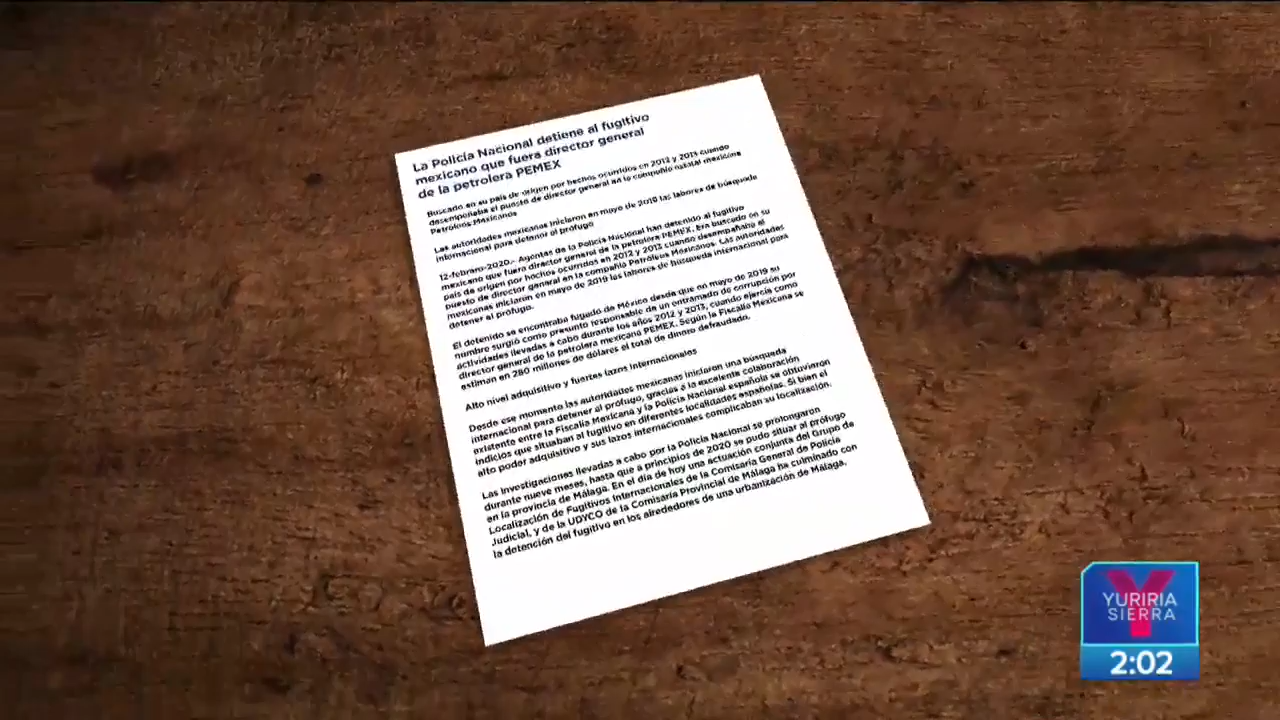 La Policía Nacional detiene al fugitivo
mexicano que fuera director general
de la petrolera PEMEX
Buscado en su país de origen por hechos ocurridos en 2012 y 2013 cuando
desempeñaba el puesto de director general en la compañía estatal mexicana
Petróleos Mexicanos
Las autoridades mexicanas iniciaron en mayo de 2019 las labores de búsqueda
internacional para detener al prófugo
12-febrero-2020.- Agentes de la Policía Nacional han detenido al fugitivo
mexicano que fuera director general de la petrolera PEMEX. Era buscado en su
país de origen por hechos ocurridos en 2012 y 2013 cuando desempeñaba el
puesto de director general en la compañía Petróleos Mexicanos. Las autoridades
mexicanas iniciaron en mayo de 2019 las labores de búsqueda internacional para
detener al prófugo.
El detenido se encontraba fugado de México desde que en mayo de 2019 su
nombre surgió como presunto responsable de un entramado de corrupción por
actividades llevadas a cabo durante los años 2012 y 2013, cuando ejercía como
director general de la petrolera mexicana PEMEX. Según la Fiscalía Mexicana se
estiman en 280 millones de dólares el total de dinero defraudado.
Alto nivel adquisitivo y fuertes lazos internacionales
Desde ese momento las autoridades mexicanas iniciaron una búsqueda
internacional para detener al prófugo, gracias a la excelente colaboración
existente entre la Fiscalía Mexicana y la Policía Nacional española se obtuvieron
indicios que situaban al fugitivo en diferentes localidades españolas. Si bien el
alto poder adquisitivo y sus lazos internacionales complicaban su localización.
Las investigaciones llevadas a cabo por la Policía Nacional se prolongaron
durante nueve meses, hasta que a principios de 2020 se pudo situar al prófugo
en la provincia de Málaga. En el día de hoy una actuación conjunta del Grupo de
Localización de Fugitivos Internacionales de la Comisaría General de Policía
Judicial, y de la UDYCO de la Comisaría Provincial de Málaga ha culminado con
la detención del fugitivo en los alrededores de una urbanización de Málaga.
YURIRIA
SIERRA
2:02